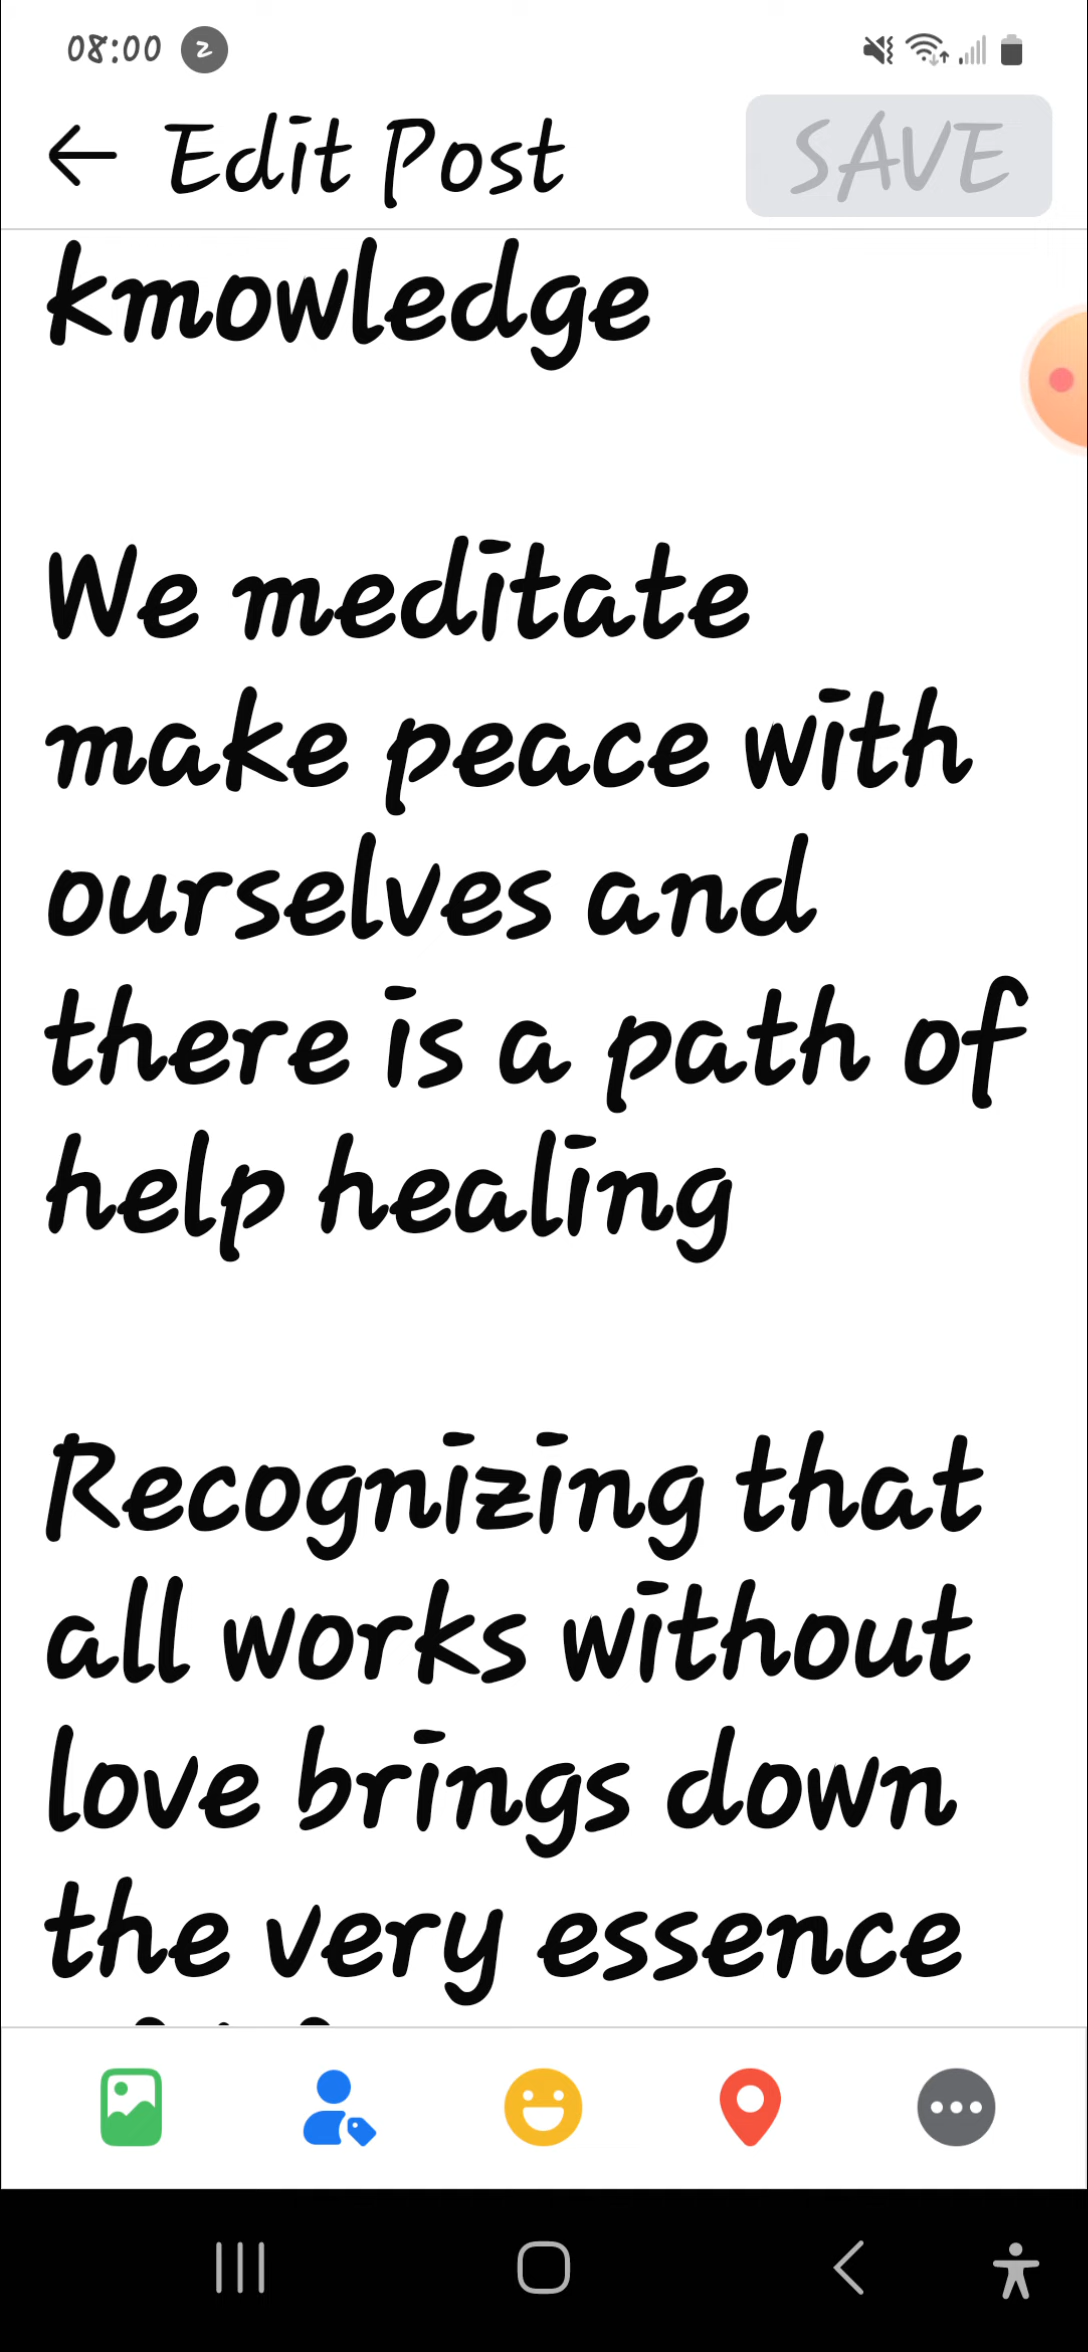 08:00 2
← Edit Post SAVE
kmowledge
We meditate
make peace with
ourselves and
there is a path of
help healing
Recognizing that
all works without
love brings down
the very essence